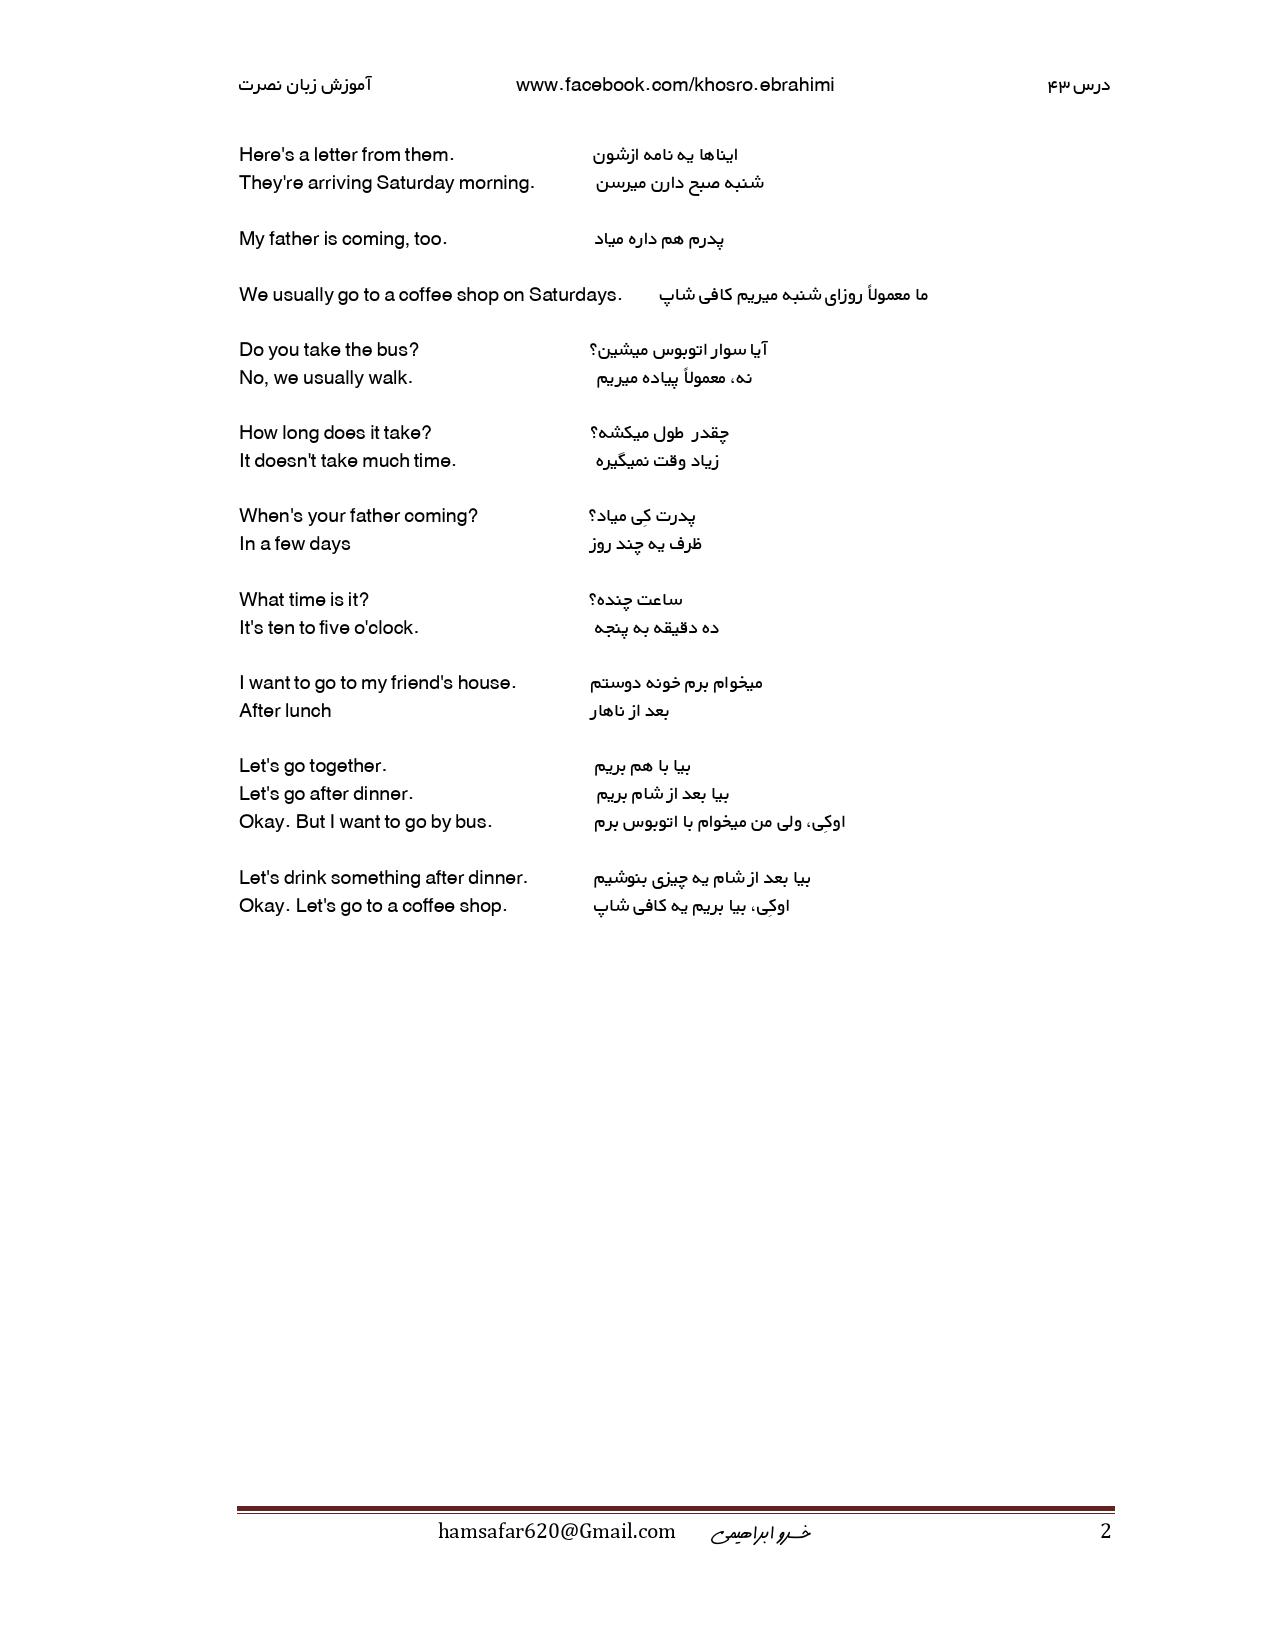 آموزش زبان نصرت www.facebook.com/khosro.ebrahimi درس ۴۳
Here's a letter from them. ایناها یه نامه ازشون
They're arriving Saturday morning. شنبه صبح دارن میرسن
My father is coming, too. پدرم هم داره میاد
We usually go to a coffee shop on Saturdays. ما معمولاً روزای شنبه میریم کافی شاپ
Do you take the bus? آیا سوار اتوبوس میشین؟
No, we usually walk. نه، معمولاً پیاده میریم
How long does it take? چقدر طول میکشه؟
It doesn't take much time. زیاد وقت نمیگیره
When's your father coming? پدرت کِی میاد؟
In a few days ظرف یه چند روز
What time is it? ساعت چنده؟
It's ten to five o'clock. ده دقیقه به پنجه
I want to go to my friend's house. میخوام برم خونه دوستم
After lunch بعد از ناهار
Let's go together. بیا با هم بریم
Let's go after dinner. بیا بعد از شام بریم
Okay. But I want to go by bus. اوکِی، ولی من میخوام با اتوبوس برم
Let's drink something after dinner. بیا بعد از شام یه چیزی بنوشیم
Okay. Let's go to a coffee shop. اوکِی، بیا بریم یه کافی شاپ
hamsafar620@Gmail.com خسرو ابراهیمی 2